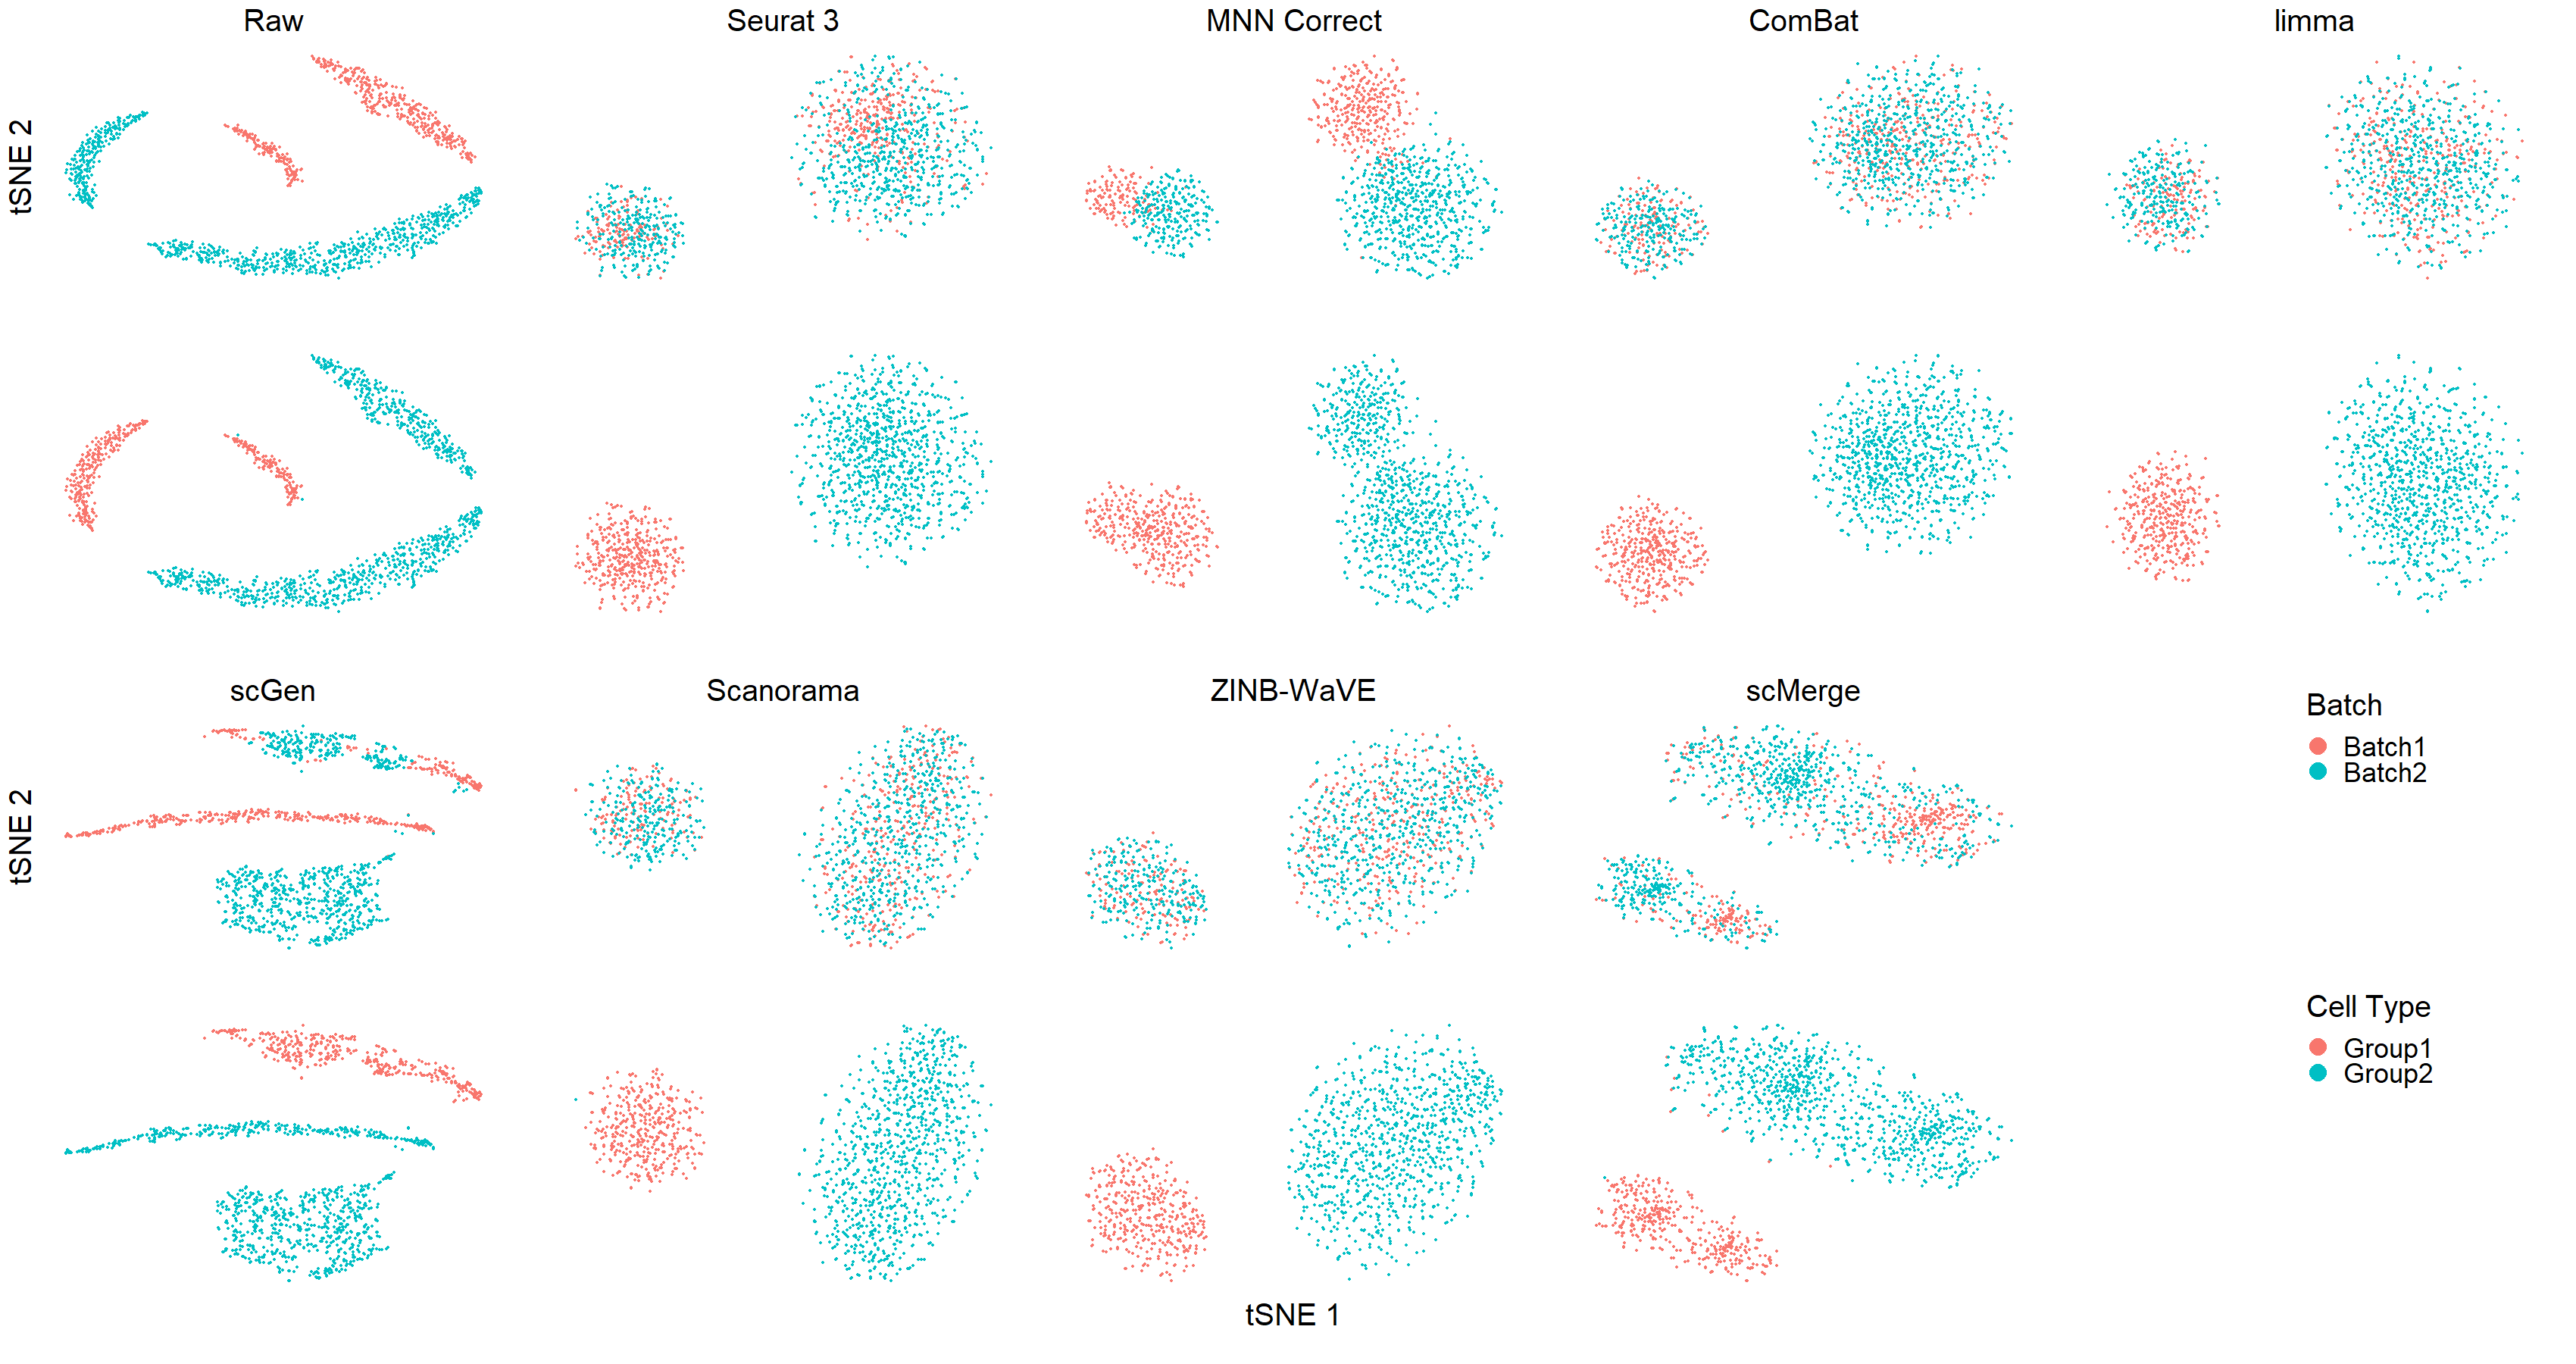 Raw
Seurat 3
MNN Correct
ComBat
limma
tSNE 2
scGen
Scanorama
ZINB-WaVE
scMerge
tSNE 2
Batch
Batch1
Batch2
Cell Type
Group1
Group2
tSNE 1